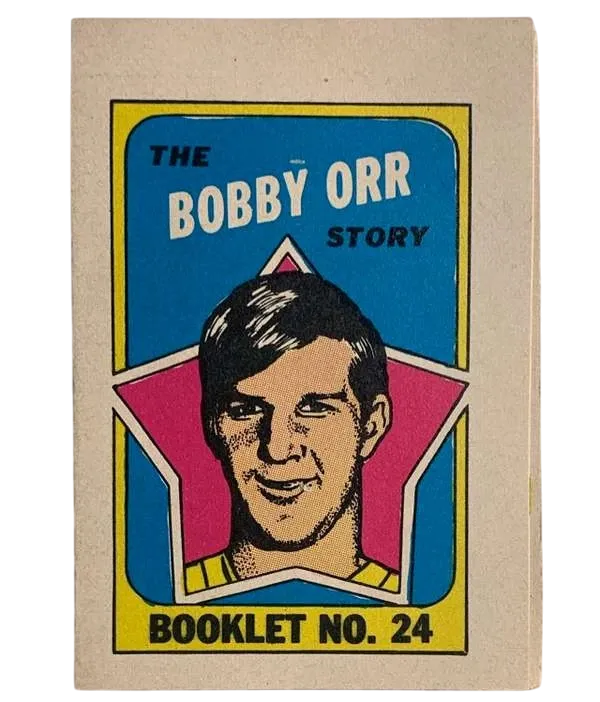 THE
BOBBY ORR
STORY
BOOKLET NO. 24